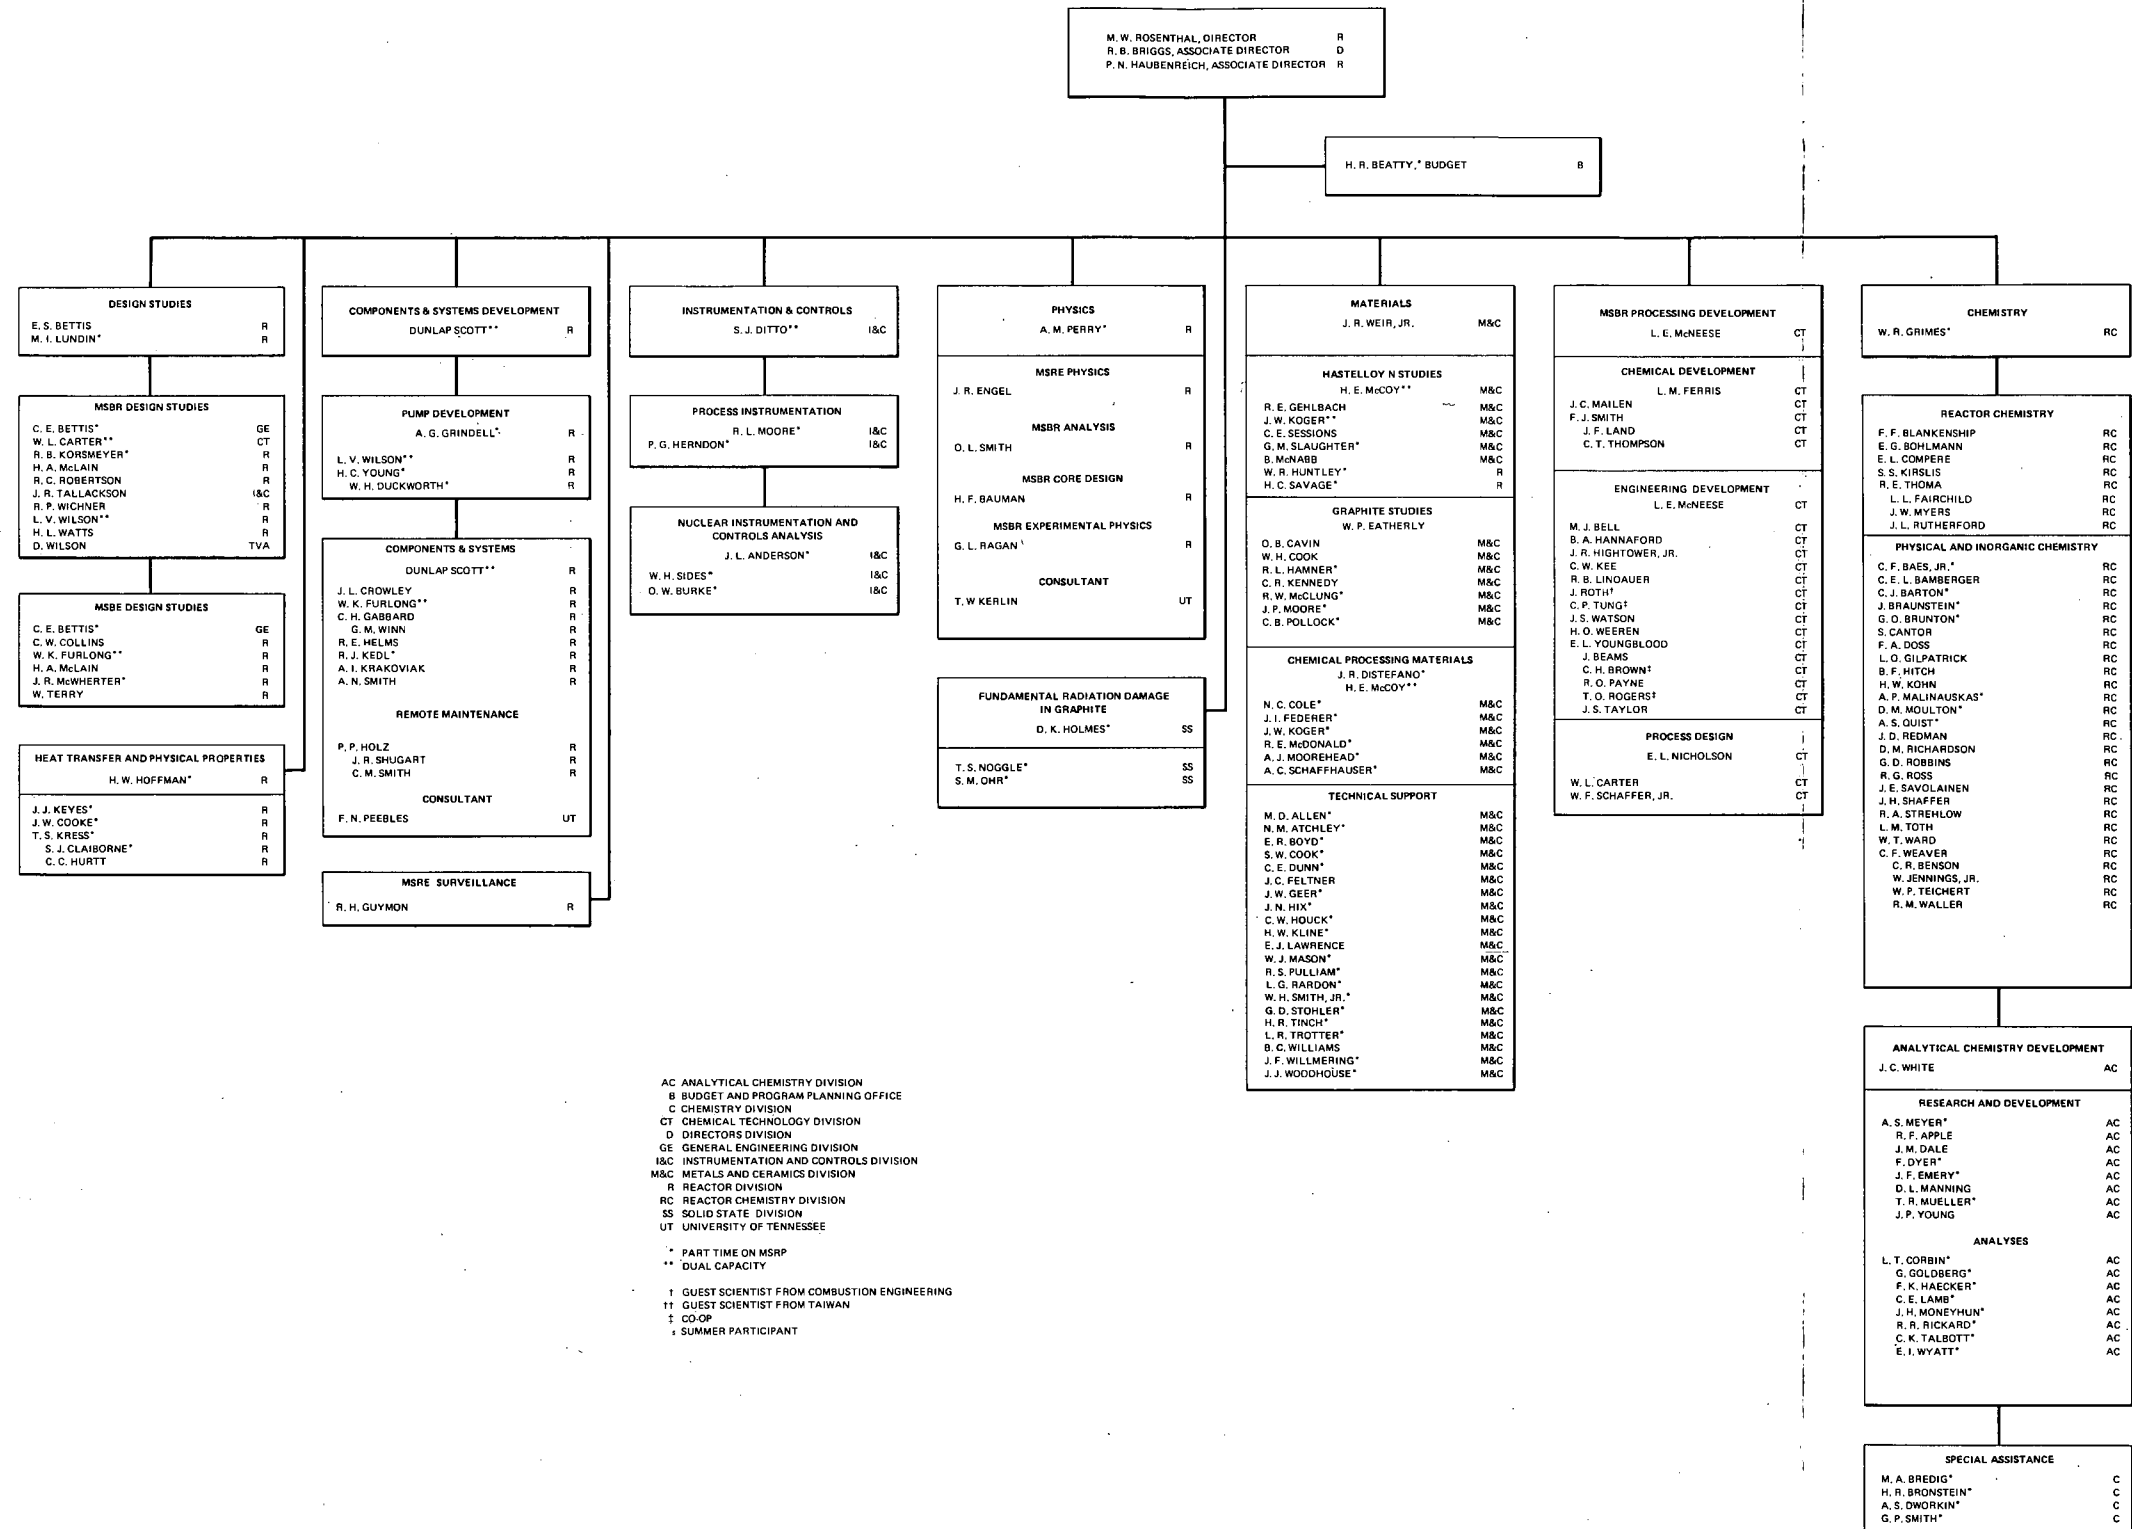 M. W. ROSENTHAL, DIRECTOR R
R. B. BRIGGS, ASSOCIATE DIRECTOR D
P. N. HAUBENREICH, ASSOCIATE DIRECTOR R
H. R. BEATTY,* BUDGET B
DESIGN STUDIES
E. S. BETTIS R
M. I. LUNDIN* R
MSBR DESIGN STUDIES
C. E. BETTIS* GE
W. L. CARTER** CT
R. B. KORSMEYER* R
H. A. McLAIN R
R. C. ROBERTSON R
J. R. TALLACKSON I&C
R. P. WICHNER R
L. V. WILSON** R
H. L. WATTS R
D. WILSON TVA
MSBE DESIGN STUDIES
C. E. BETTIS* GE
C. W. COLLINS R
W. K. FURLONG** R
H. A. McLAIN R
J. R. McWHERTER* R
W. TERRY R
HEAT TRANSFER AND PHYSICAL PROPERTIES
H. W. HOFFMAN* R
J. J. KEYES* R
J. W. COOKE* R
T. S. KRESS* R
S. J. CLAIBORNE* R
C. C. HURTT R
COMPONENTS & SYSTEMS DEVELOPMENT
DUNLAP SCOTT** R
PUMP DEVELOPMENT
A. G. GRINDELL* R
L. V. WILSON** R
H. C. YOUNG* R
W. H. DUCKWORTH* R
COMPONENTS & SYSTEMS
DUNLAP SCOTT** R
J. L. CROWLEY R
W. K. FURLONG** R
C. H. GABBARD R
G. M. WINN R
R. E. HELMS R
R. J. KEDL* R
A. I. KRAKOVIAK R
A. N. SMITH R
REMOTE MAINTENANCE
P. P. HOLZ R
J. R. SHUGART R
C. M. SMITH R
CONSULTANT
F. N. PEEBLES UT
MSRE SURVEILLANCE
R. H. GUYMON R
INSTRUMENTATION & CONTROLS
S. J. DITTO** I&C
PROCESS INSTRUMENTATION
R. L. MOORE* I&C
P. G. HERNDON* I&C
NUCLEAR INSTRUMENTATION AND
CONTROLS ANALYSIS
J. L. ANDERSON* I&C
W. H. SIDES* I&C
O. W. BURKE* I&C
PHYSICS
A. M. PERRY* R
MSRE PHYSICS
J. R. ENGEL R
MSBR ANALYSIS
O. L. SMITH R
MSBR CORE DESIGN
H. F. BAUMAN R
MSBR EXPERIMENTAL PHYSICS
G. L. RAGAN R
CONSULTANT
T. W KERLIN UT
FUNDAMENTAL RADIATION DAMAGE
IN GRAPHITE
D. K. HOLMES* SS
T. S. NOGGLE* SS
S. M. OHR* SS
MATERIALS
J. R. WEIR, JR. M&C
HASTELLOY N STUDIES
H. E. McCOY** M&C
R. E. GEHLBACH M&C
J. W. KOGER** M&C
C. E. SESSIONS M&C
G. M. SLAUGHTER* M&C
B. McNABB M&C
W. R. HUNTLEY* R
H. C. SAVAGE* R
GRAPHITE STUDIES
W. P. EATHERLY
O. B. CAVIN M&C
W. H. COOK M&C
R. L. HAMNER* M&C
C. R. KENNEDY M&C
R. W. McCLUNG* M&C
J. P. MOORE* M&C
C. B. POLLOCK* M&C
CHEMICAL PROCESSING MATERIALS
J. R. DISTEFANO*
H. E. McCOY**
N. C. COLE* M&C
J. I. FEDERER* M&C
J. W. KOGER* M&C
R. E. McDONALD* M&C
A. J. MOOREHEAD* M&C
A. C. SCHAFFHAUSER* M&C
TECHNICAL SUPPORT
M. D. ALLEN* M&C
N. M. ATCHLEY* M&C
E. R. BOYD* M&C
S. W. COOK* M&C
C. E. DUNN* M&C
J. C. FELTNER M&C
J. W. GEER* M&C
J. N. HIX* M&C
C. W. HOUCK* M&C
H. W. KLINE* M&C
E. J. LAWRENCE M&C
W. J. MASON* M&C
R. S. PULLIAM* M&C
L. G. RARDON* M&C
W. H. SMITH, JR.* M&C
G. D. STOHLER* M&C
H. R. TINCH* M&C
L. R. TROTTER* M&C
B. C. WILLIAMS M&C
J. F. WILLMERING* M&C
J. J. WOODHOUSE* M&C
MSBR PROCESSING DEVELOPMENT
L. E. McNEESE CT
CHEMICAL DEVELOPMENT
L. M. FERRIS CT
J. C. MAILEN CT
F. J. SMITH CT
J. F. LAND CT
C. T. THOMPSON CT
ENGINEERING DEVELOPMENT
L. E. McNEESE CT
M. J. BELL CT
B. A. HANNAFORD CT
J. R. HIGHTOWER, JR. CT
C. W. KEE CT
R. B. LINDAUER CT
J. ROTH† CT
C. P. TUNG‡ CT
J. S. WATSON CT
H. O. WEEREN CT
E. L. YOUNGBLOOD CT
J. BEAMS CT
C. H. BROWN‡ CT
R. O. PAYNE CT
T. O. ROGERS‡ CT
J. S. TAYLOR CT
PROCESS DESIGN
E. L. NICHOLSON CT
W. L. CARTER CT
W. F. SCHAFFER, JR. CT
CHEMISTRY
W. R. GRIMES* RC
REACTOR CHEMISTRY
F. F. BLANKENSHIP RC
E. G. BOHLMANN RC
E. L. COMPERE RC
S. S. KIRSLIS RC
R. E. THOMA RC
L. L. FAIRCHILD RC
J. W. MYERS RC
J. L. RUTHERFORD RC
PHYSICAL AND INORGANIC CHEMISTRY
C. F. BAES, JR.* RC
C. E. L. BAMBERGER RC
C. J. BARTON* RC
J. BRAUNSTEIN* RC
G. O. BRUNTON* RC
S. CANTOR RC
F. A. DOSS RC
L. O. GILPATRICK RC
B. F. HITCH RC
H. W. KOHN RC
A. P. MALINAUSKAS* RC
D. M. MOULTON* RC
A. S. QUIST* RC
J. D. REDMAN RC
D. M. RICHARDSON RC
G. D. ROBBINS RC
R. G. ROSS RC
J. E. SAVOLAINEN RC
J. H. SHAFFER RC
R. A. STREHLOW RC
L. M. TOTH RC
W. T. WARD RC
C. F. WEAVER RC
C. R. BENSON RC
W. JENNINGS, JR. RC
W. P. TEICHERT RC
R. M. WALLER RC
ANALYTICAL CHEMISTRY DEVELOPMENT
J. C. WHITE AC
RESEARCH AND DEVELOPMENT
A. S. MEYER* AC
R. F. APPLE AC
J. M. DALE AC
F. DYER* AC
J. F. EMERY* AC
D. L. MANNING AC
T. R. MUELLER* AC
J. P. YOUNG AC
ANALYSES
L. T. CORBIN* AC
G. GOLDBERG* AC
F. K. HAECKER* AC
C. E. LAMB* AC
J. H. MONEYHUN* AC
R. R. RICKARD* AC
C. K. TALBOTT* AC
E. I. WYATT* AC
SPECIAL ASSISTANCE
M. A. BREDIG* C
H. R. BRONSTEIN* C
A. S. DWORKIN* C
G. P. SMITH* C
AC ANALYTICAL CHEMISTRY DIVISION
B BUDGET AND PROGRAM PLANNING OFFICE
C CHEMISTRY DIVISION
CT CHEMICAL TECHNOLOGY DIVISION
D DIRECTORS DIVISION
GE GENERAL ENGINEERING DIVISION
I&C INSTRUMENTATION AND CONTROLS DIVISION
M&C METALS AND CERAMICS DIVISION
R REACTOR DIVISION
RC REACTOR CHEMISTRY DIVISION
SS SOLID STATE DIVISION
UT UNIVERSITY OF TENNESSEE
* PART TIME ON MSRP
** DUAL CAPACITY
† GUEST SCIENTIST FROM COMBUSTION ENGINEERING
†† GUEST SCIENTIST FROM TAIWAN
‡ CO-OP
SUMMER PARTICIPANT